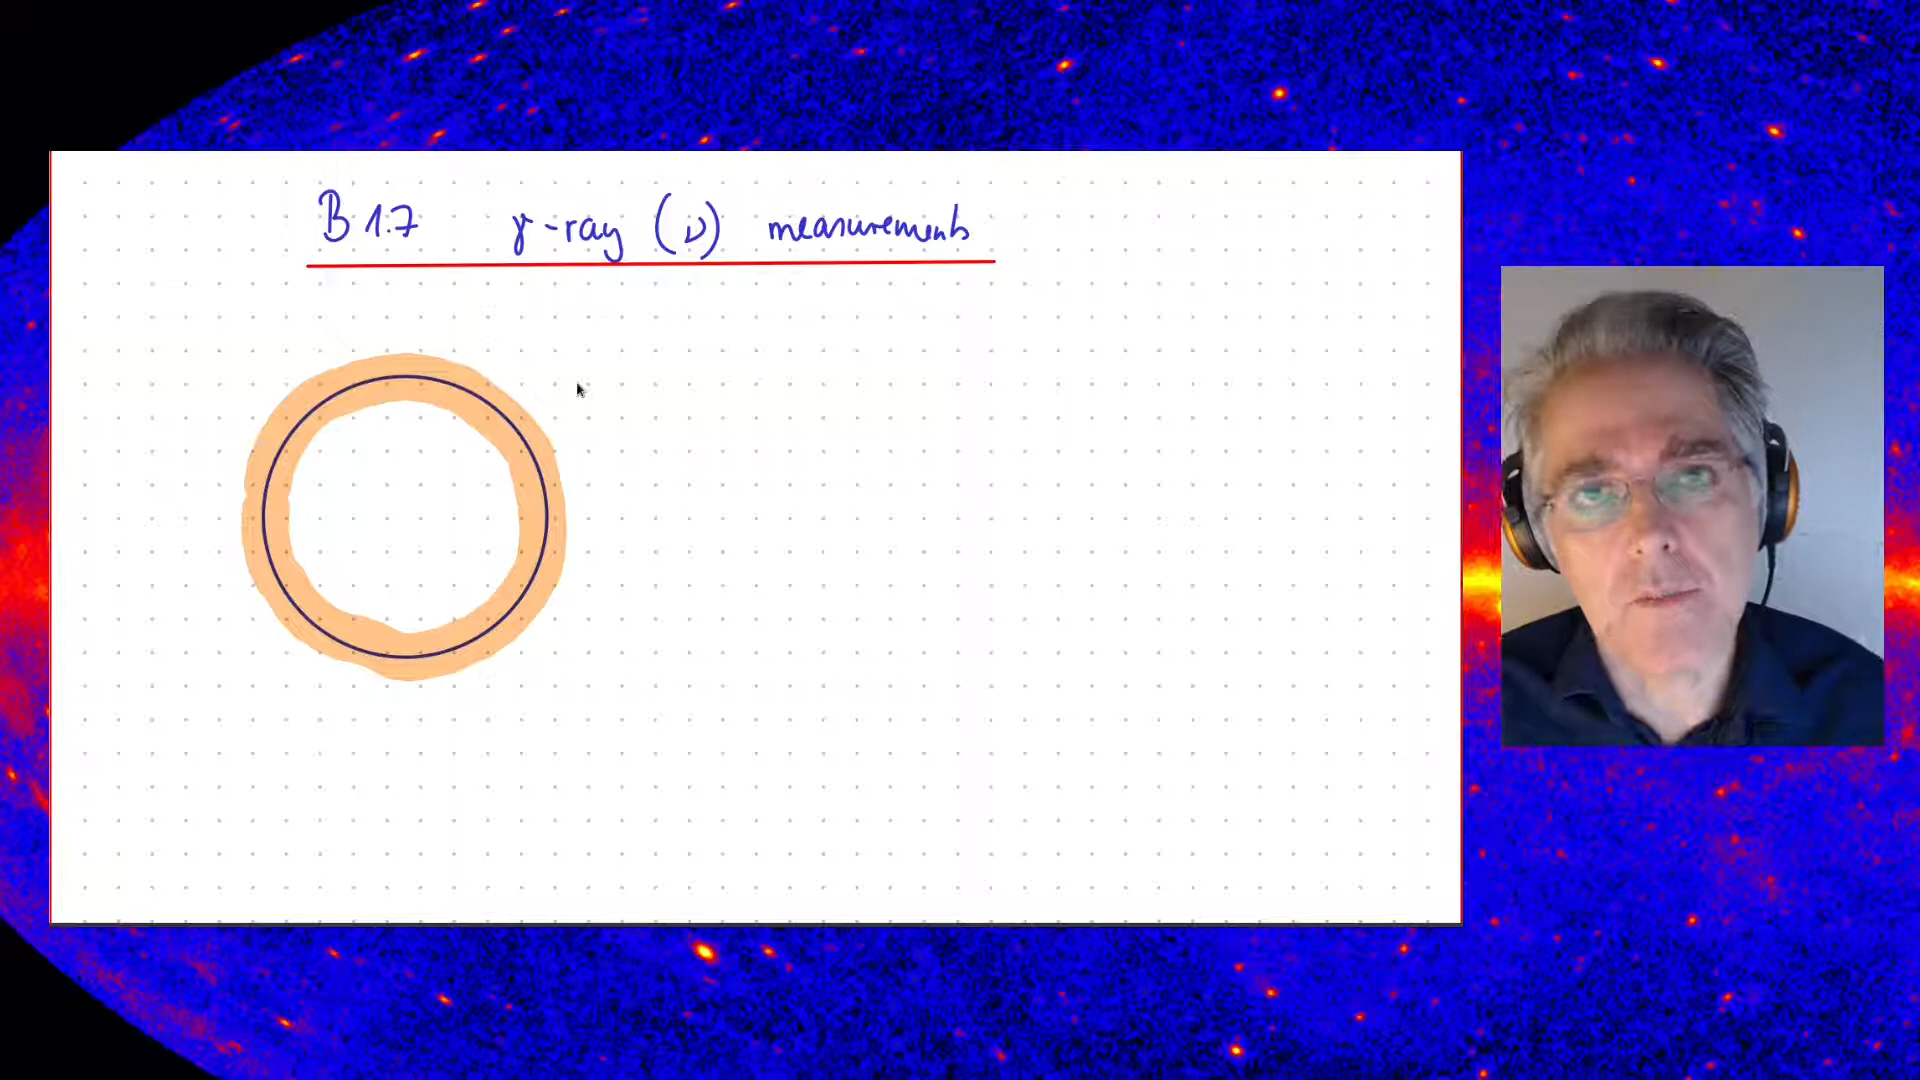 B 1.7 γ-ray (ν) measurements